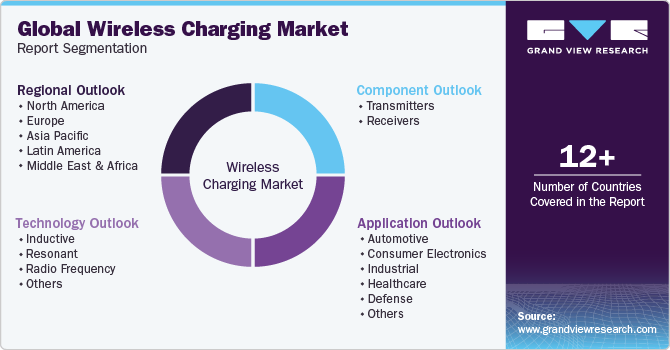 Global Wireless Charging Market
Report Segmentation
Regional Outlook
• North America
• Europe
• Asia Pacific
• Latin America
• Middle East & Africa
Component Outlook
• Transmitters
• Receivers
Wireless
Charging Market
Technology Outlook
• Inductive
• Resonant
• Radio Frequency
• Others
Application Outlook
• Automotive
• Consumer Electronics
• Industrial
• Healthcare
• Defense
• Others
GRAND VIEW RESEARCH
12+
Number of Countries
Covered in the Report
Source:
www.grandviewresearch.com